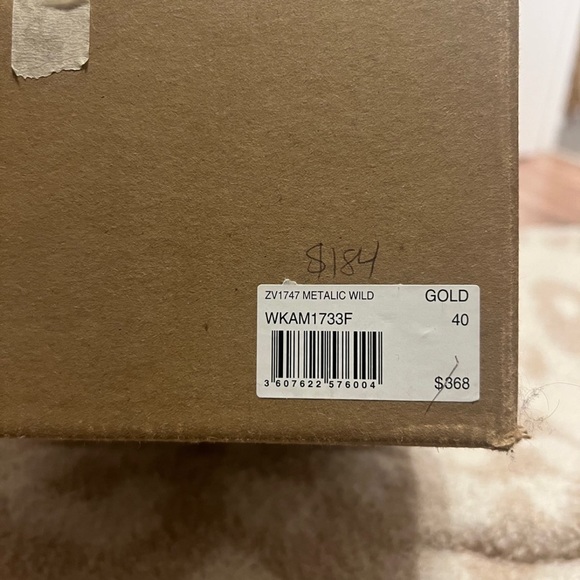 $184
ZV1747 METALIC WILD GOLD
WKAM1733F 40
3 607622 576004
$368